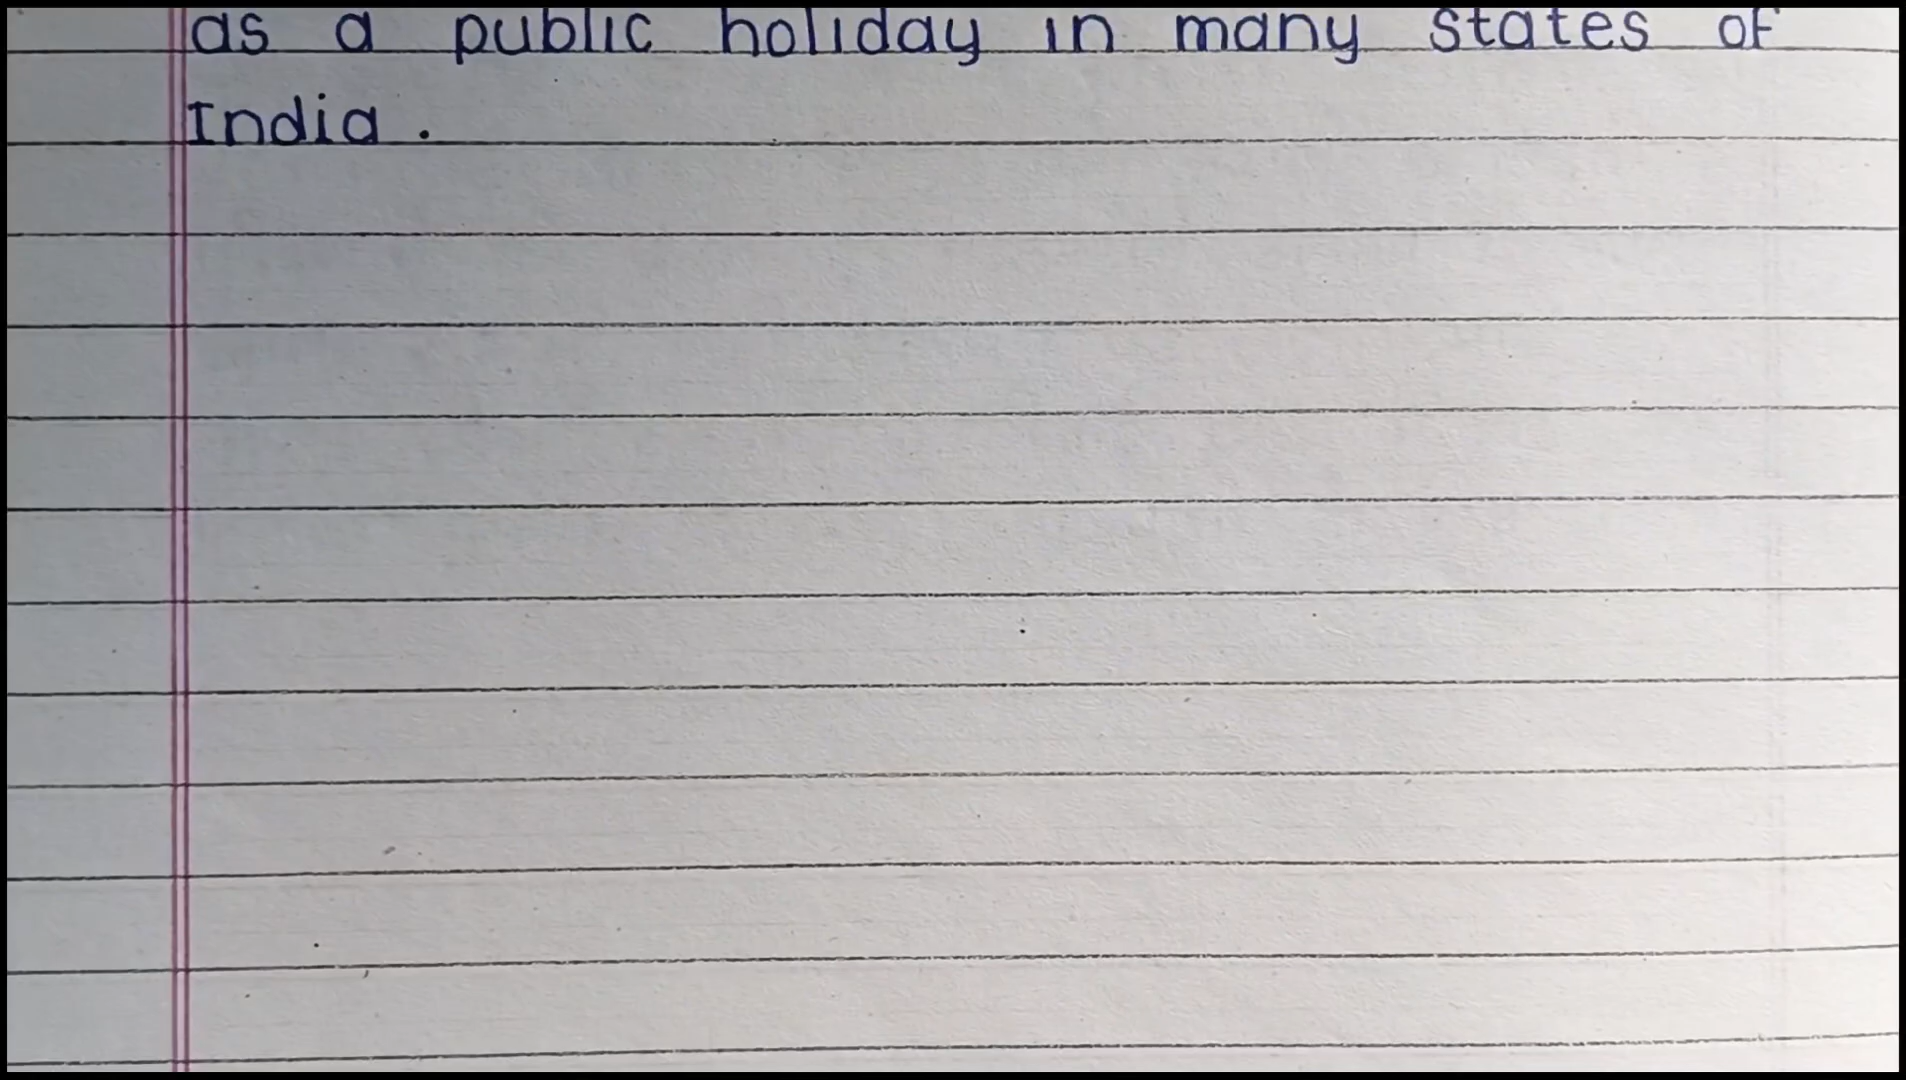 as a public holiday in many states of
India .